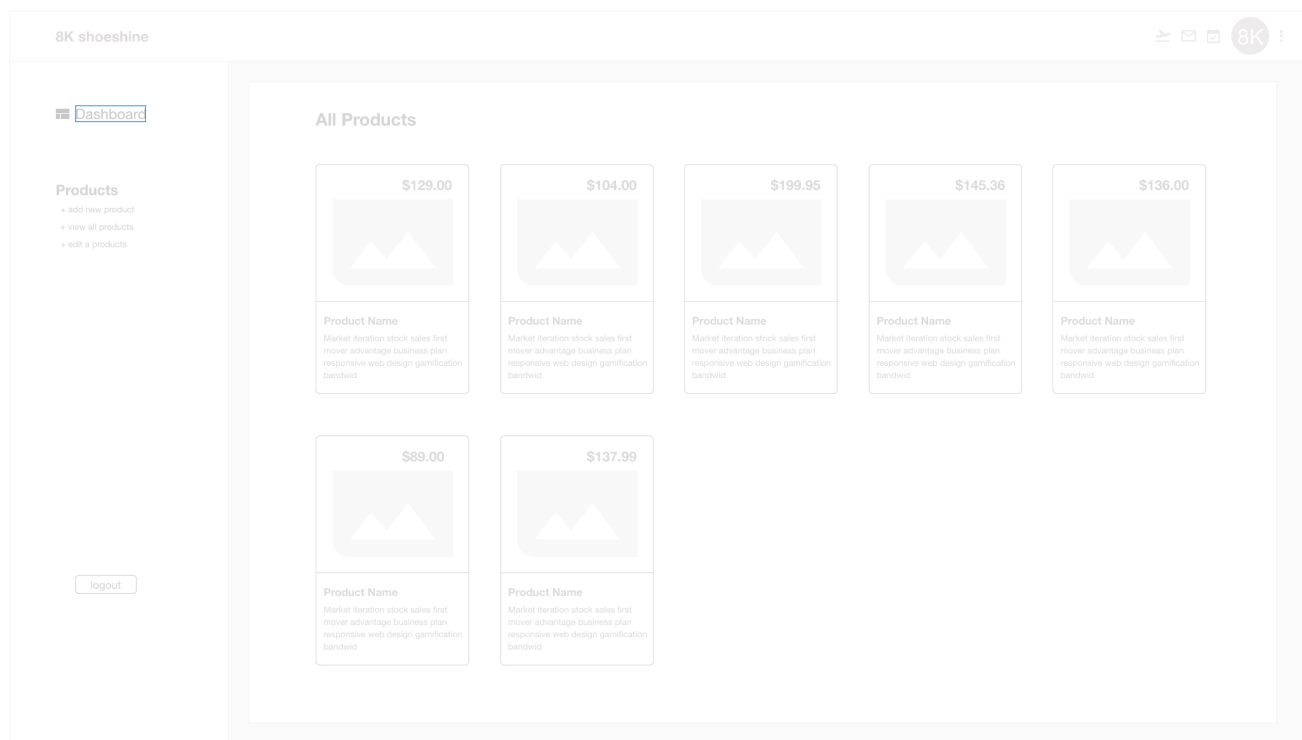 8K shoeshine
8K
Dashboard
Products
+ add new product
+ view all products
+ edit a products
logout
All Products
$129.00
Product Name
Market iteration stock sales first
mover advantage business plan
responsive web design gamification
bandwid
$104.00
Product Name
Market iteration stock sales first
mover advantage business plan
responsive web design gamification
bandwid
$199.95
Product Name
Market iteration stock sales first
mover advantage business plan
responsive web design gamification
bandwid
$145.36
Product Name
Market iteration stock sales first
mover advantage business plan
responsive web design gamification
bandwid
$136.00
Product Name
Market iteration stock sales first
mover advantage business plan
responsive web design gamification
bandwid
$89.00
Product Name
Market iteration stock sales first
mover advantage business plan
responsive web design gamification
bandwid
$137.99
Product Name
Market iteration stock sales first
mover advantage business plan
responsive web design gamification
bandwid